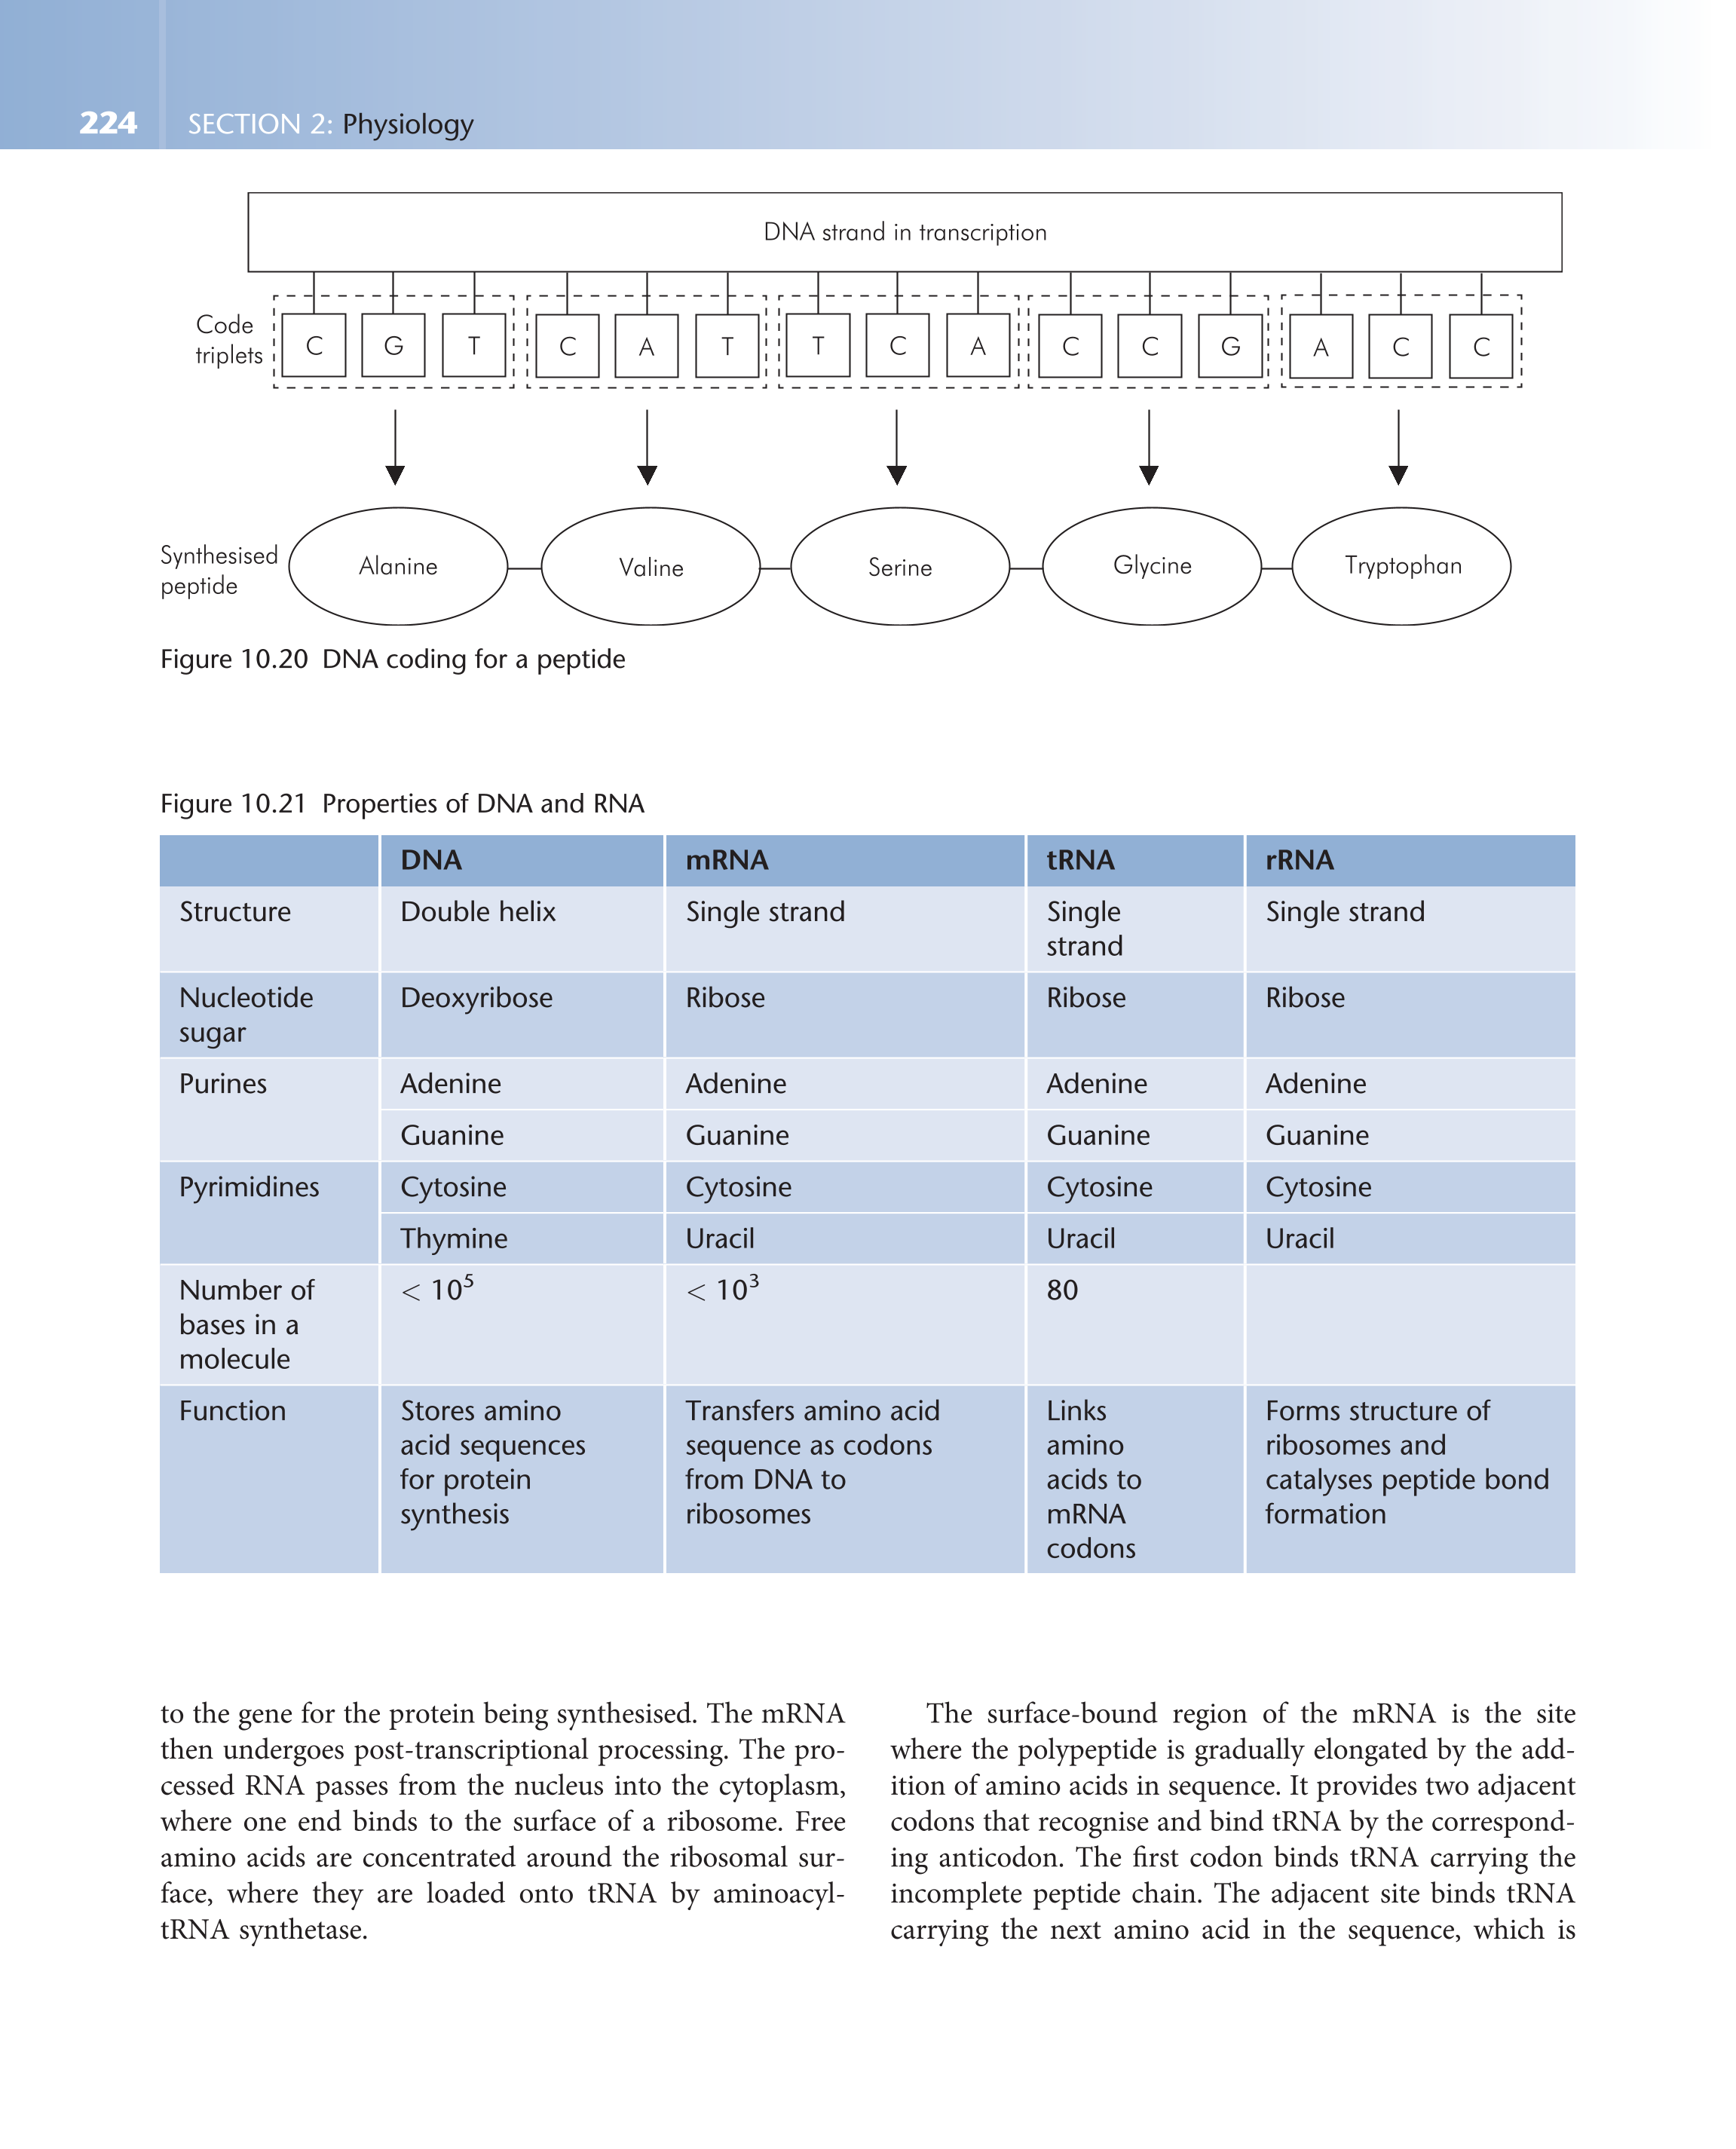 224 SECTION 2: Physiology
DNA strand in transcription
Code
triplets
C G T C A T T C A C C G A C C
Synthesised
peptide
Alanine Valine Serine Glycine Tryptophan
Figure 10.20 DNA coding for a peptide
Figure 10.21 Properties of DNA and RNA
DNA mRNA tRNA rRNA
Structure Double helix Single strand Single strand Single strand
Nucleotide sugar Deoxyribose Ribose Ribose Ribose
Purines Adenine Adenine Adenine Adenine
Guanine Guanine Guanine Guanine
Pyrimidines Cytosine Cytosine Cytosine Cytosine
Thymine Uracil Uracil Uracil
Number of bases in a molecule < 10⁵ < 10³ 80
Function Stores amino acid sequences for protein synthesis Transfers amino acid sequence as codons from DNA to ribosomes Links amino acids to mRNA codons Forms structure of ribosomes and catalyses peptide bond formation
to the gene for the protein being synthesised. The mRNA
then undergoes post-transcriptional processing. The pro-
cessed RNA passes from the nucleus into the cytoplasm,
where one end binds to the surface of a ribosome. Free
amino acids are concentrated around the ribosomal sur-
face, where they are loaded onto tRNA by aminoacyl-
tRNA synthetase.
The surface-bound region of the mRNA is the site
where the polypeptide is gradually elongated by the add-
ition of amino acids in sequence. It provides two adjacent
codons that recognise and bind tRNA by the correspond-
ing anticodon. The first codon binds tRNA carrying the
incomplete peptide chain. The adjacent site binds tRNA
carrying the next amino acid in the sequence, which is